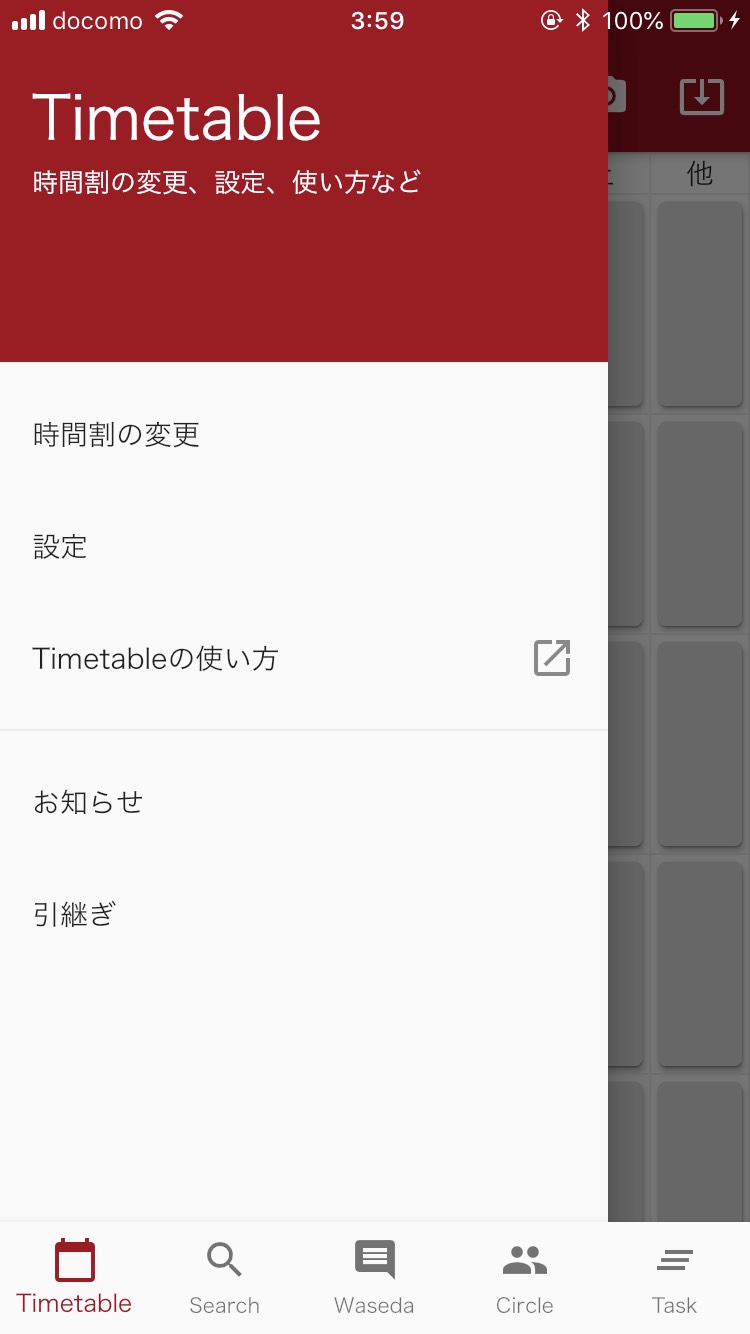 docomo 3:59 100%
Timetable
時間割の変更、設定、使い方など
他
時間割の変更
設定
Timetableの使い方
お知らせ
引継ぎ
Timetable Search Waseda Circle Task